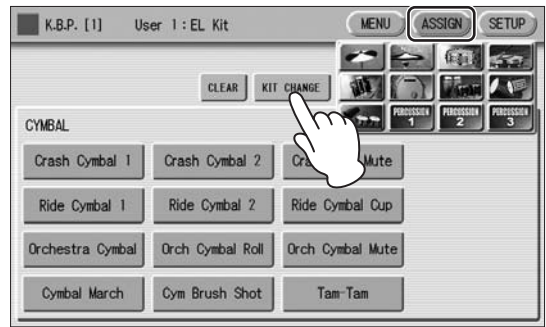 K.B.P. [1] User 1 : EL Kit MENU ASSIGN SETUP
CLEAR KIT CHANGE
PERCUSSION 1 PERCUSSION 2 PERCUSSION 3
CYMBAL
Crash Cymbal 1 Crash Cymbal 2 Mute
Ride Cymbal 1 Ride Cymbal 2 Ride Cymbal Cup
Orchestra Cymbal Orch Cymbal Roll Orch Cymbal Mute
Cymbal March Cym Brush Shot Tam-Tam